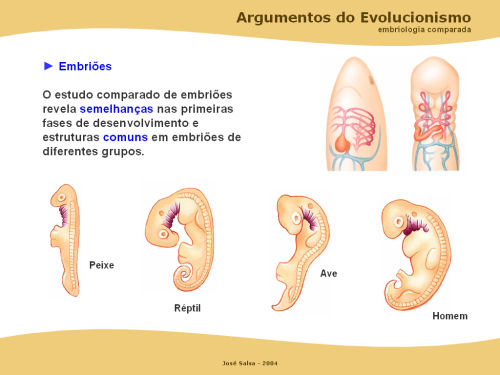 Argumentos do Evolucionismo
embriologia comparada
► Embriões
O estudo comparado de embriões
revela semelhanças nas primeiras
fases de desenvolvimento e
estruturas comuns em embriões de
diferentes grupos.
Peixe
Réptil
Ave
Homem
José Salsa - 2004